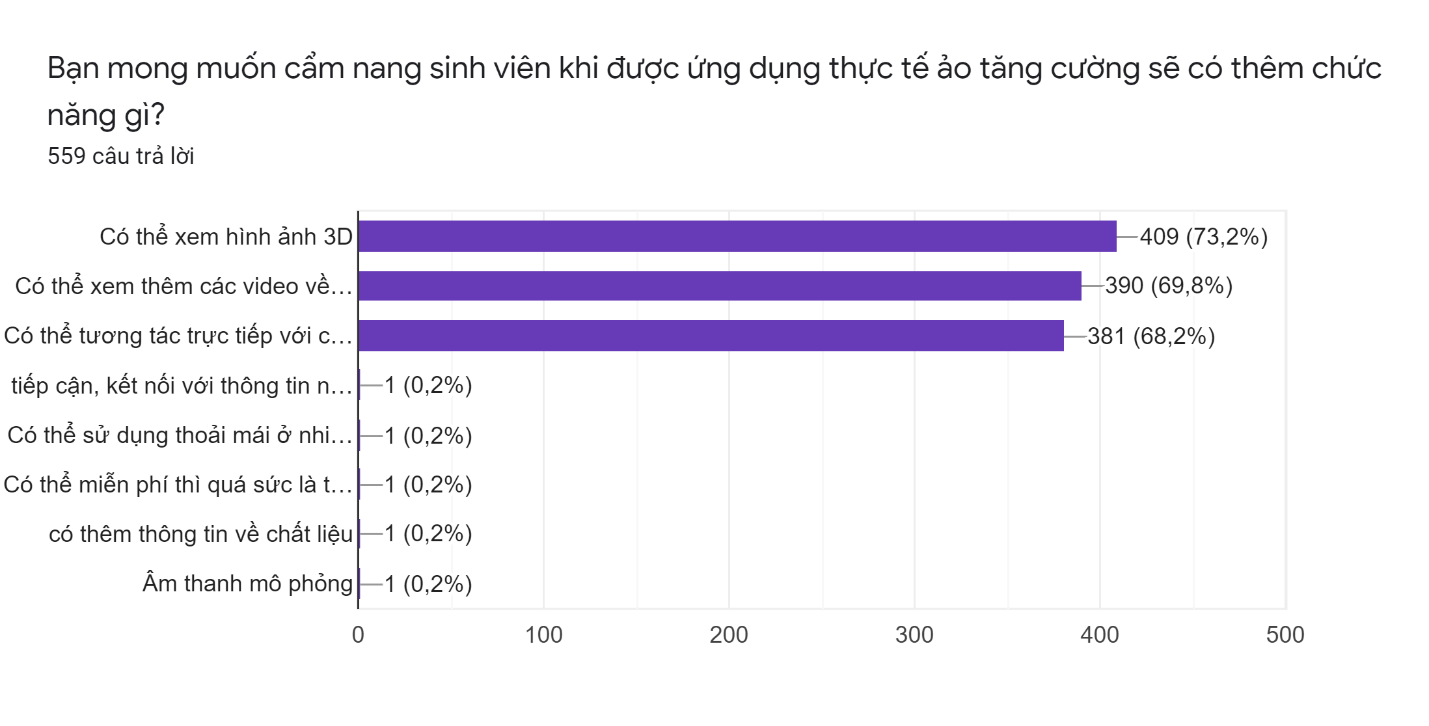 Bạn mong muốn cẩm nang sinh viên khi được ứng dụng thực tế ảo tăng cường sẽ có thêm chức
năng gì?
559 câu trả lời
Có thể xem hình ảnh 3D
409 (73,2%)
Có thể xem thêm các video về…
390 (69,8%)
Có thể tương tác trực tiếp với c…
381 (68,2%)
tiếp cận, kết nối với thông tin n…
1 (0,2%)
Có thể sử dụng thoải mái ở nhi…
1 (0,2%)
Có thể miễn phí thì quá sức là t…
1 (0,2%)
có thêm thông tin về chất liệu
1 (0,2%)
Âm thanh mô phỏng
1 (0,2%)
0 100 200 300 400 500